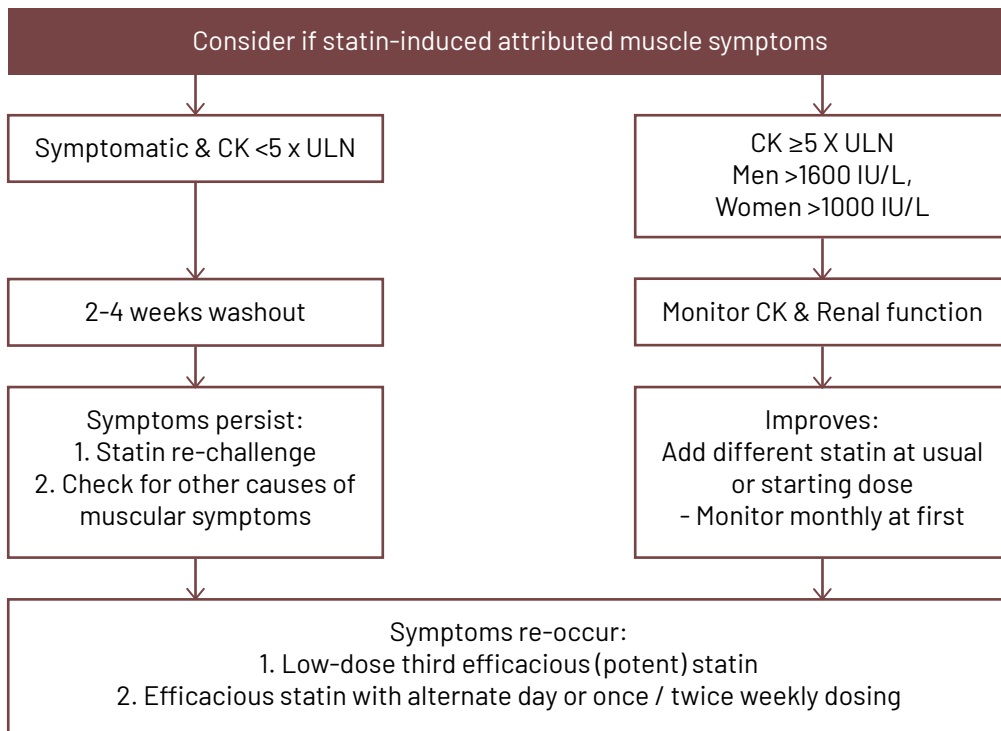 Consider if statin-induced attributed muscle symptoms
Symptomatic & CK <5 x ULN
CK ≥5 X ULN
Men >1600 IU/L,
Women >1000 IU/L
2-4 weeks washout
Monitor CK & Renal function
Symptoms persist:
1. Statin re-challenge
2. Check for other causes of
muscular symptoms
Improves:
Add different statin at usual
or starting dose
- Monitor monthly at first
Symptoms re-occur:
1. Low-dose third efficacious (potent) statin
2. Efficacious statin with alternate day or once / twice weekly dosing